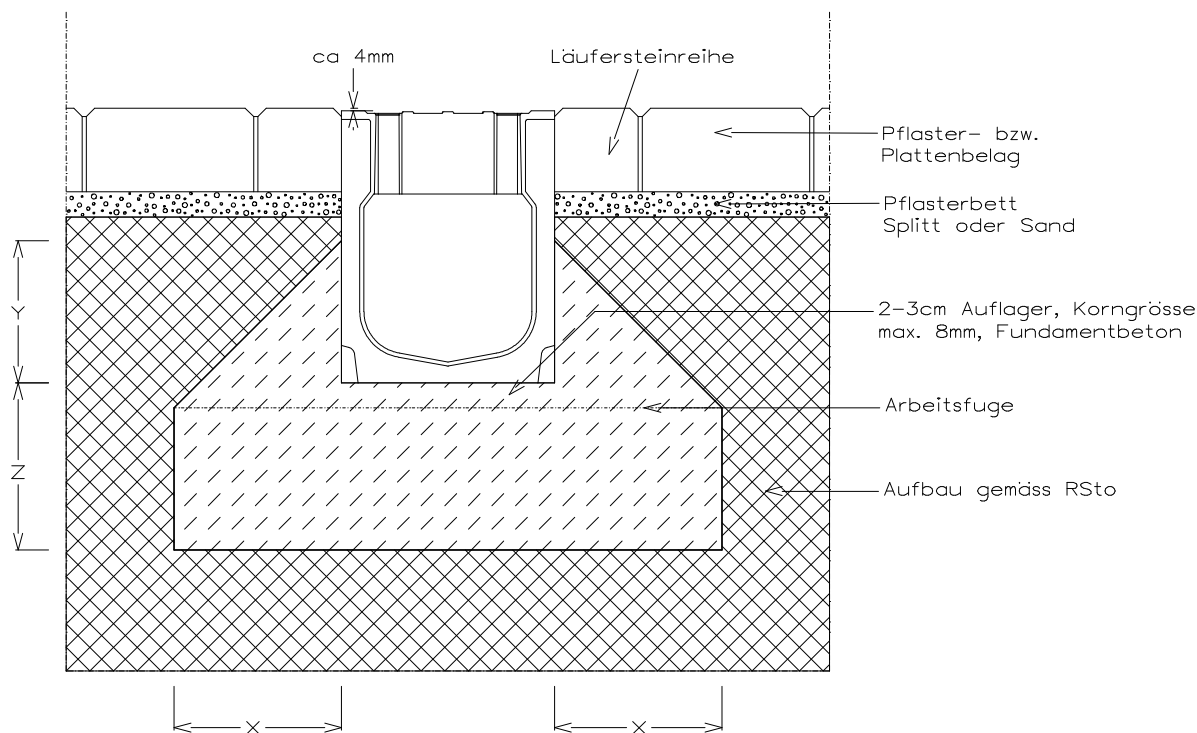 ca 4mm
Läufersteinreihe
Pflaster- bzw.
Plattenbelag
Pflasterbett
Splitt oder Sand
Y
2-3cm Auflager, Korngrösse
max. 8mm, Fundamentbeton
Arbeitsfuge
Z
Aufbau gemäss RSto
X
X